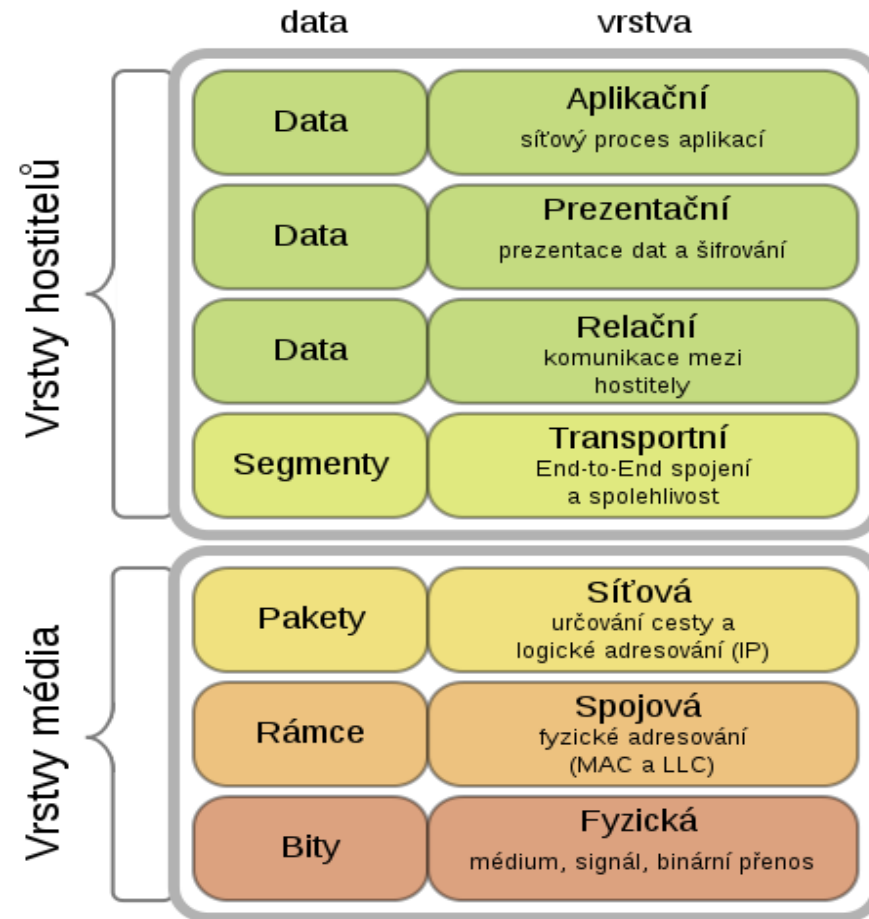 data
vrstva
Vrstvy hostitelů
Data
Aplikační
síťový proces aplikací
Data
Prezentační
prezentace dat a šifrování
Data
Relační
komunikace mezi
hostitely
Segmenty
Transportní
End-to-End spojení
a spolehlivost
Vrstvy média
Pakety
Síťová
určování cesty a
logické adresování (IP)
Rámce
Spojová
fyzické adresování
(MAC a LLC)
Bity
Fyzická
médium, signál, binární přenos